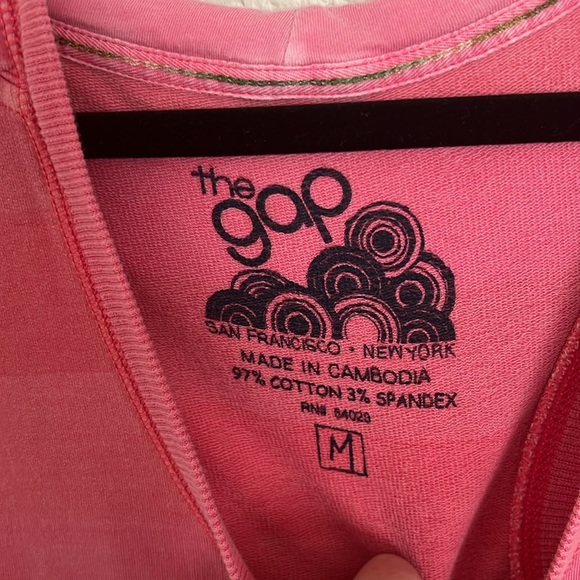 the
gap
SAN FRANCISCO • NEW YORK
MADE IN CAMBODIA
97% COTTON 3% SPANDEX
RN# 54023
M